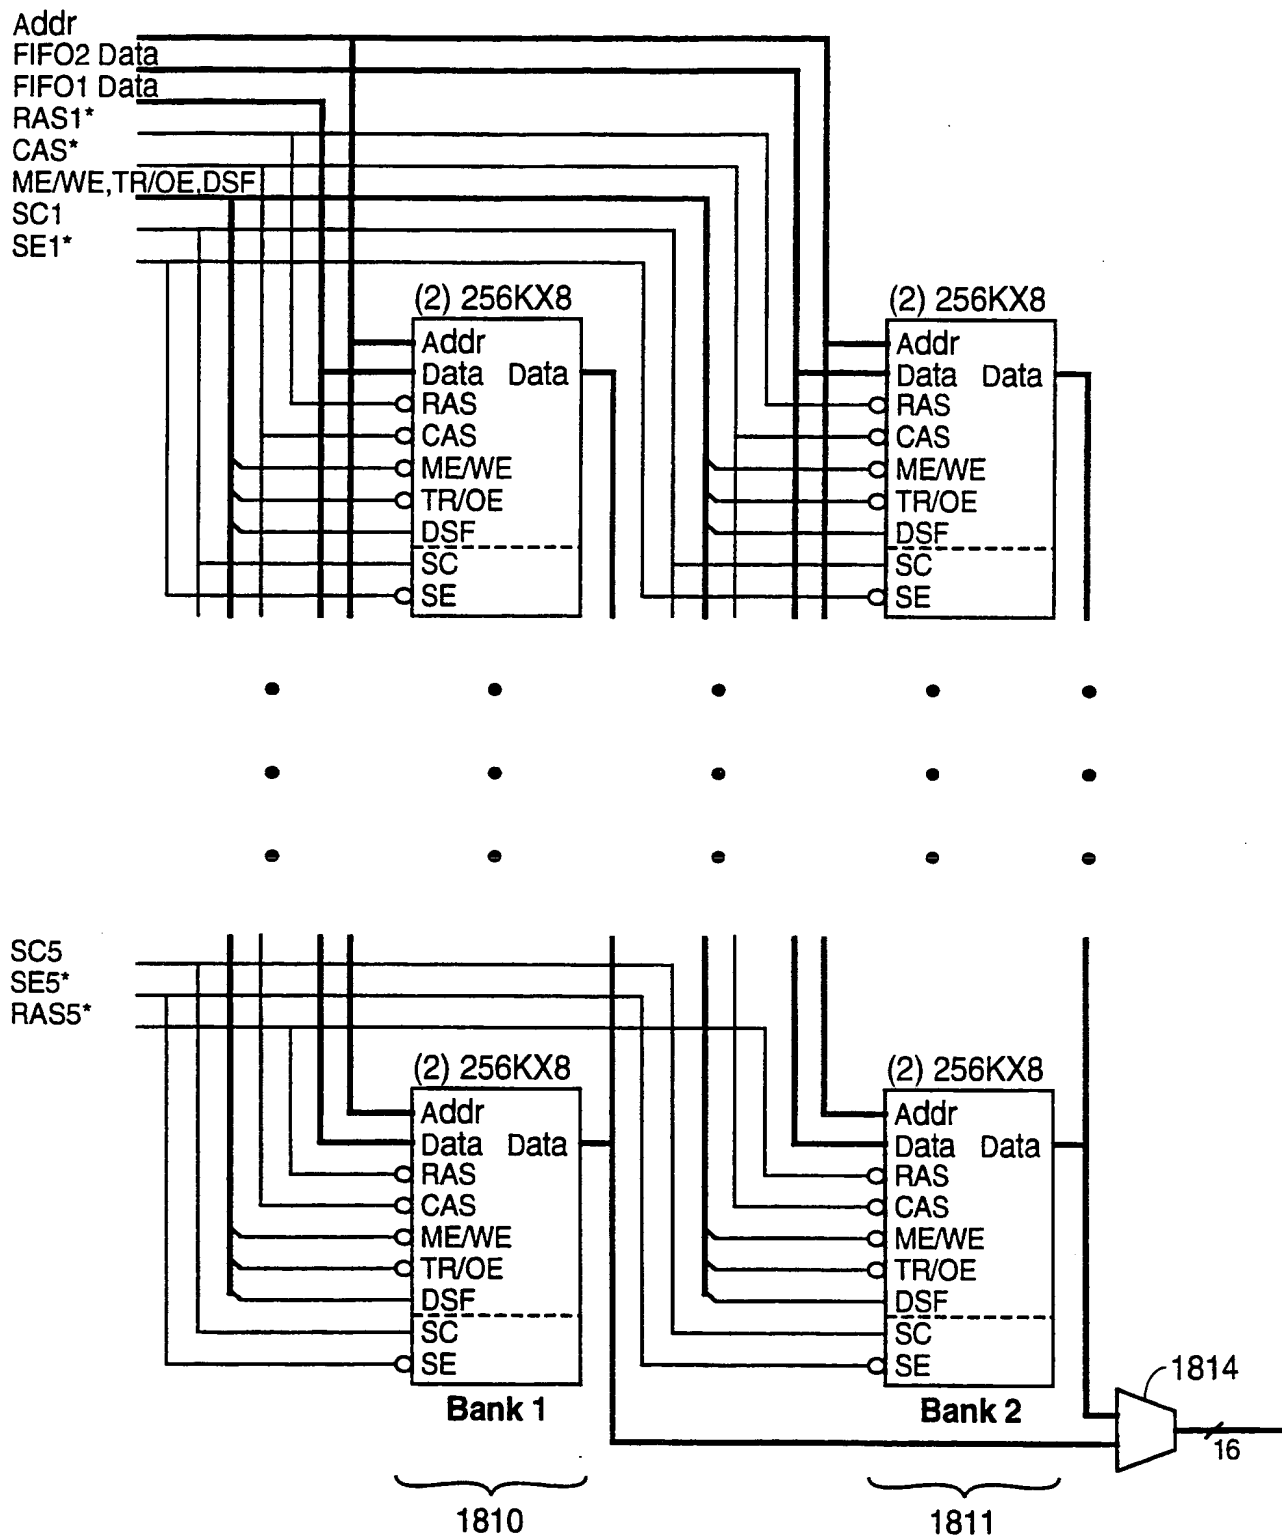 Addr
FIFO2 Data
FIFO1 Data
RAS1*
CAS*
ME/WE,TR/OE,DSF
SC1
SE1*
(2) 256KX8
Addr
Data Data
RAS
CAS
ME/WE
TR/OE
DSF
SC
SE
(2) 256KX8
Addr
Data Data
RAS
CAS
ME/WE
TR/OE
DSF
SC
SE
SC5
SE5*
RAS5*
(2) 256KX8
Addr
Data Data
RAS
CAS
ME/WE
TR/OE
DSF
SC
SE
Bank 1
(2) 256KX8
Addr
Data Data
RAS
CAS
ME/WE
TR/OE
DSF
SC
SE
Bank 2
1814
16
1810
1811